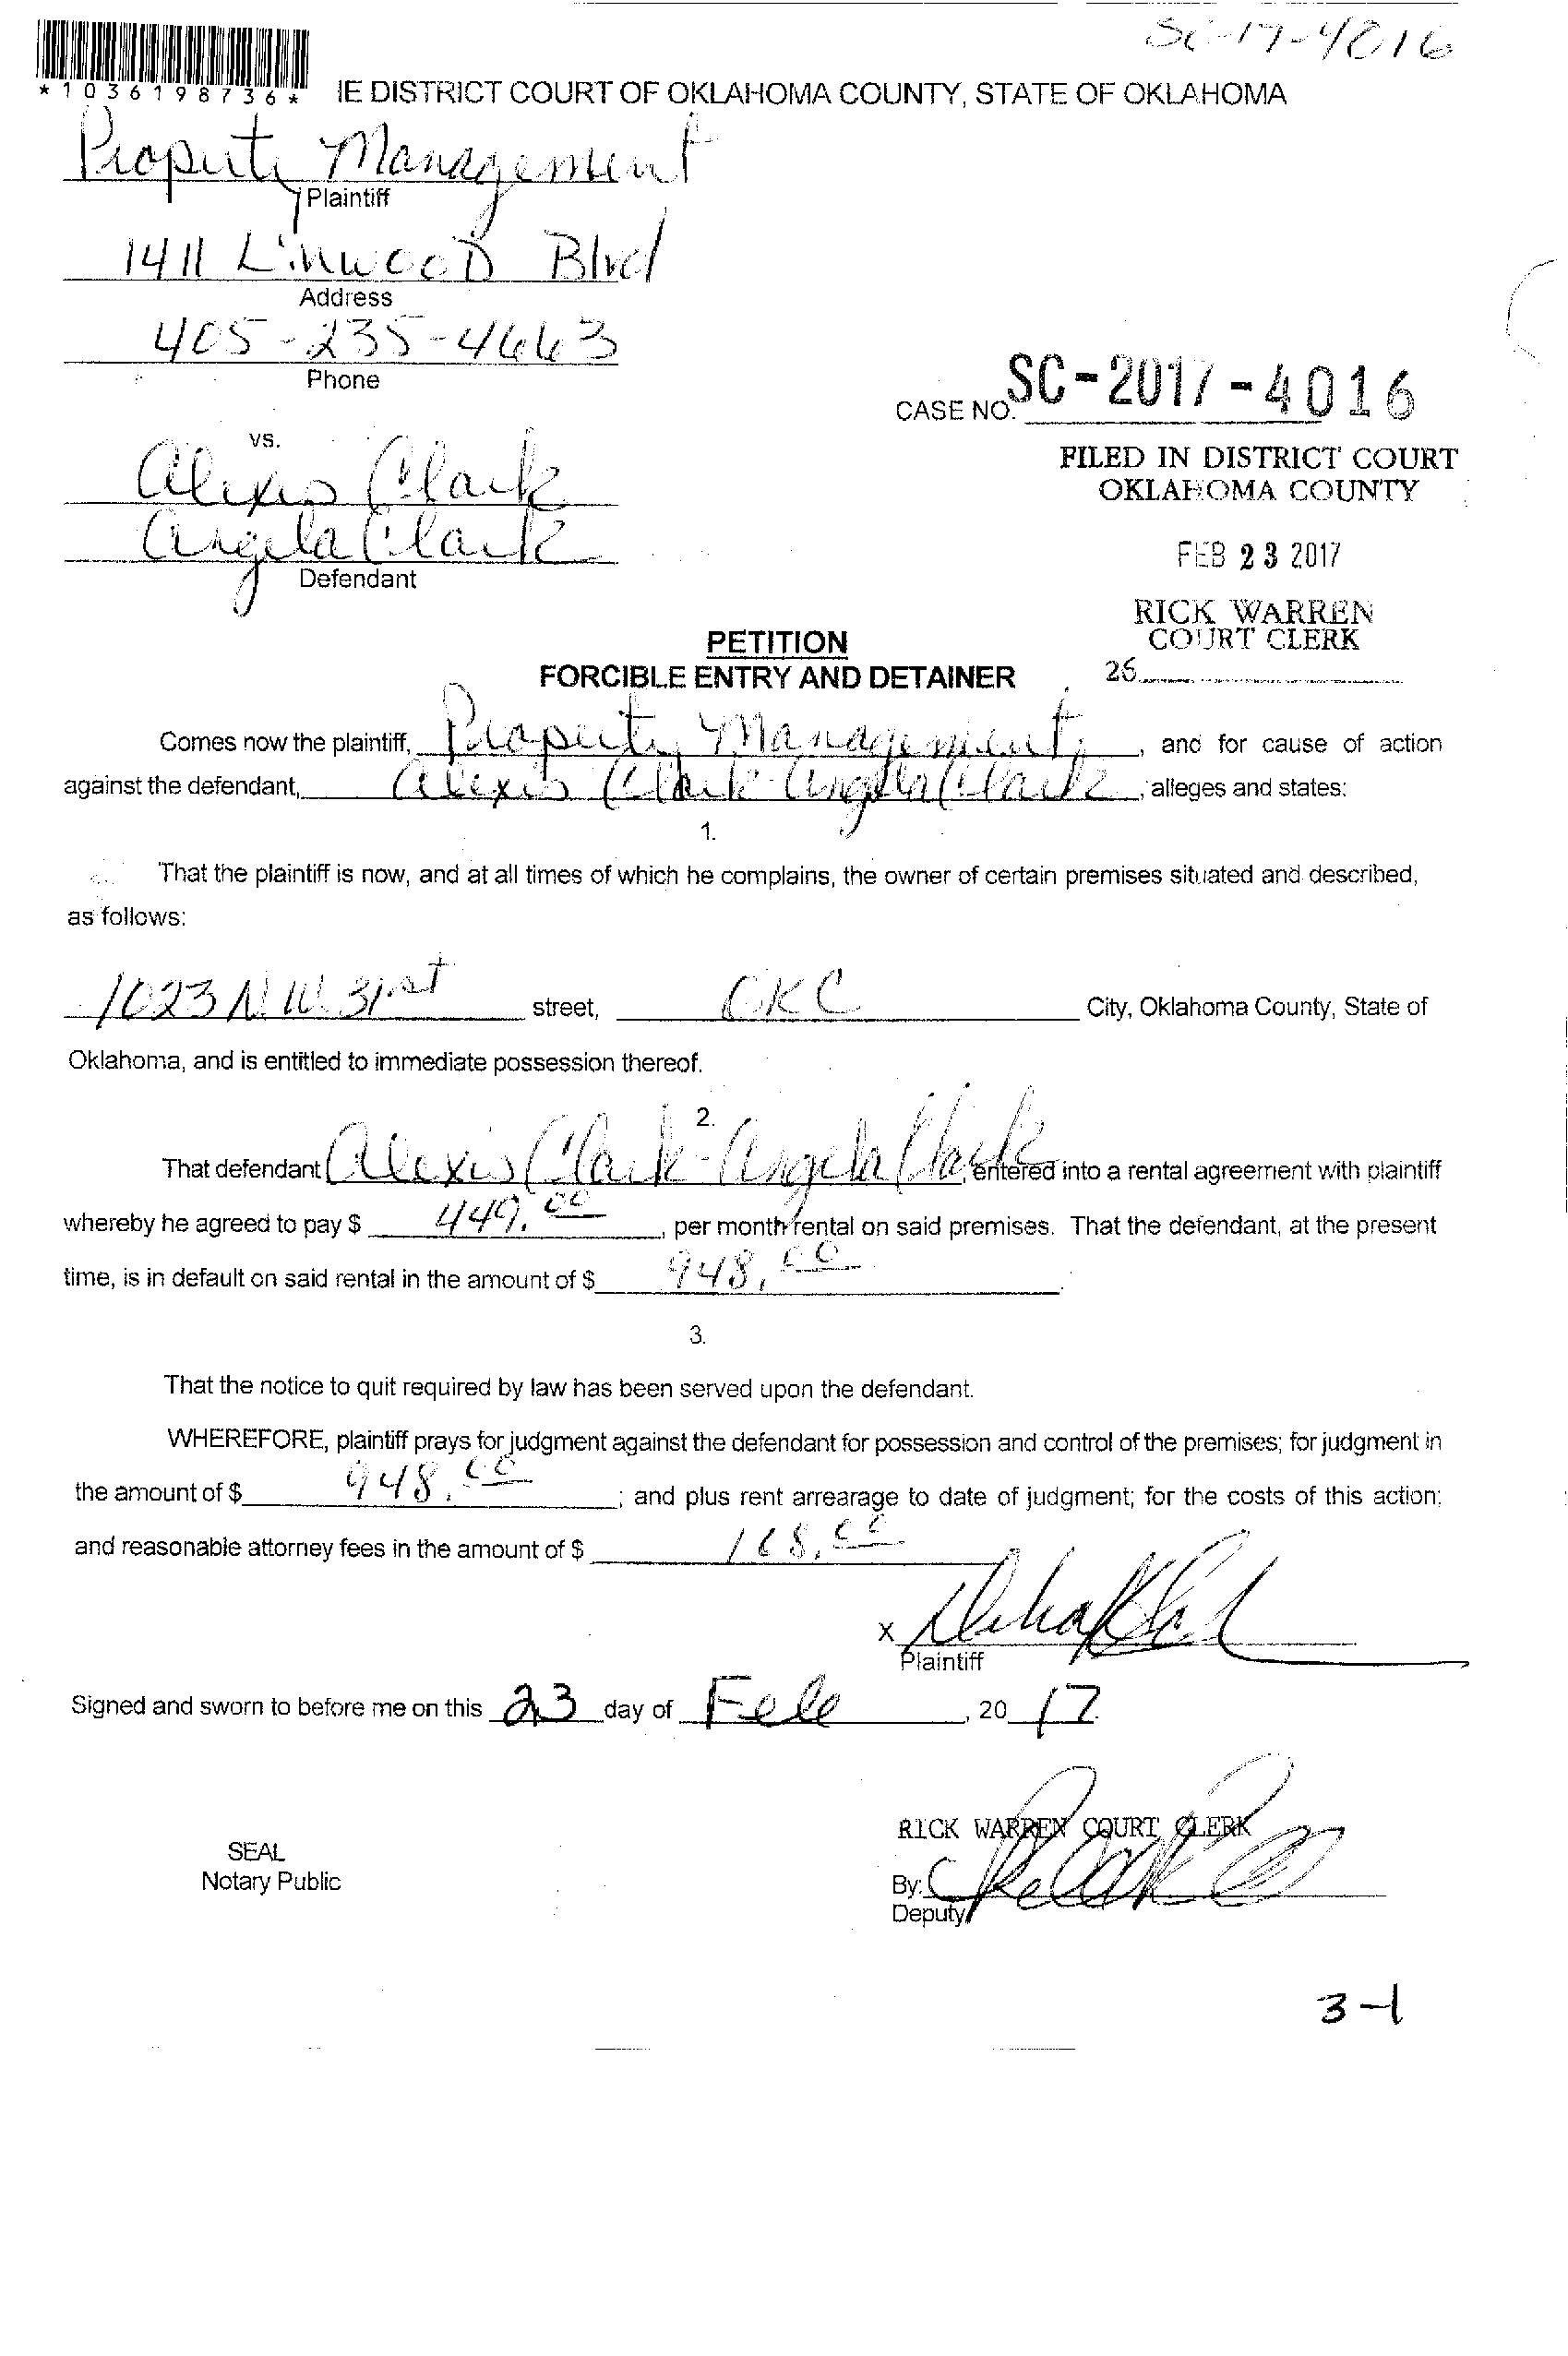 SC-17-4016
*1036198736* IE DISTRICT COURT OF OKLAHOMA COUNTY, STATE OF OKLAHOMA
Property Management
Plaintiff
1411 LinwooD Blvd
Address
405-235-4663
Phone
CASE NO. SC-2017-4016
vs.
FILED IN DISTRICT COURT
OKLAHOMA COUNTY
Alexis Clark
Angela Clark
Defendant
FEB 23 2017
RICK WARREN
COURT CLERK
26
PETITION
FORCIBLE ENTRY AND DETAINER
Comes now the plaintiff, Property Management, and for cause of action
against the defendant, Alexis Clark - Angela Clark, alleges and states:
1.
That the plaintiff is now, and at all times of which he complains, the owner of certain premises situated and described,
as follows:
1023 N.W. 31st street, OKC City, Oklahoma County, State of
Oklahoma, and is entitled to immediate possession thereof.
2.
That defendant Alexis Clark - Angela Clark, entered into a rental agreement with plaintiff
whereby he agreed to pay $ 449.00, per month rental on said premises. That the defendant, at the present
time, is in default on said rental in the amount of $ 948.00.
3.
That the notice to quit required by law has been served upon the defendant.
WHEREFORE, plaintiff prays for judgment against the defendant for possession and control of the premises; for judgment in
the amount of $ 948.00; and plus rent arrearage to date of judgment; for the costs of this action;
and reasonable attorney fees in the amount of $ 168.00
X
Plaintiff
Signed and sworn to before me on this 23 day of Feb, 2017.
RICK WARREN COURT CLERK
SEAL
Notary Public
By:
Deputy
3-1